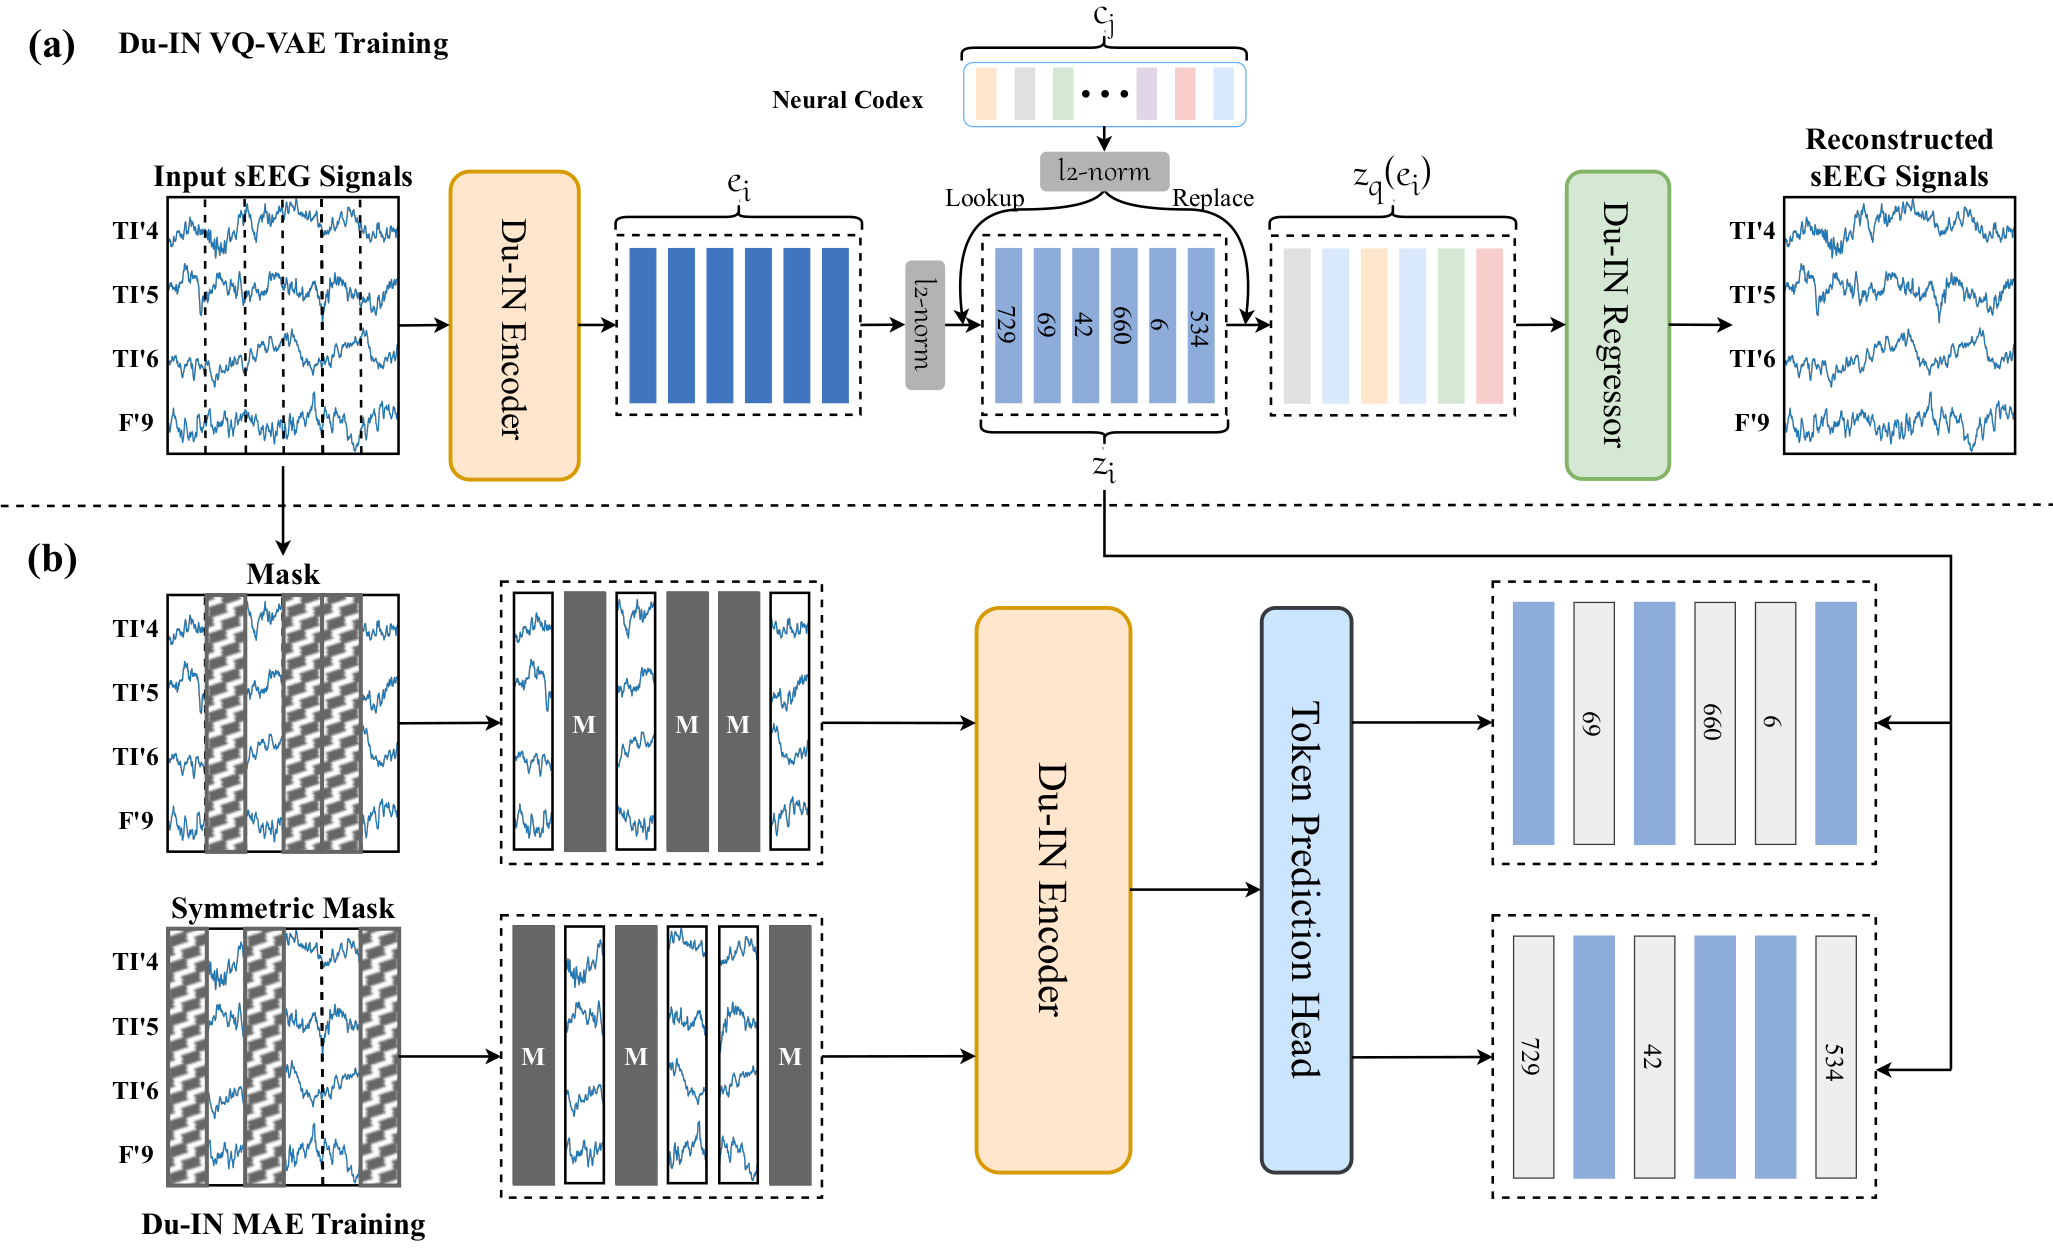 (a) Du-IN VQ-VAE Training
c_j
Neural Codex
l2-norm
Lookup
Replace
Input sEEG Signals
TI'4
TI'5
TI'6
F'9
Du-IN Encoder
e_i
l2-norm
729
69
42
660
6
534
z_i
z_q(e_i)
Du-IN Regressor
Reconstructed
sEEG Signals
TI'4
TI'5
TI'6
F'9
(b)
Mask
TI'4
TI'5
TI'6
F'9
M
M
M
Symmetric Mask
TI'4
TI'5
TI'6
F'9
M
M
M
Du-IN Encoder
Token Prediction Head
69
660
6
729
42
534
Du-IN MAE Training